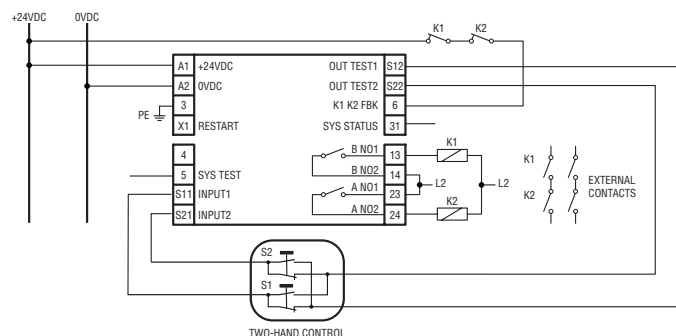 +24VDC 0VDC
K1 K2
A1 +24VDC OUT TEST1 S12
A2 0VDC OUT TEST2 S22
PE 3 K1 K2 FBK 6
X1 RESTART SYS STATUS 31
4 B NO1 13 K1
5 SYS TEST B NO2 14
S11 INPUT1 A NO1 23 L2 L2
S21 INPUT2 A NO2 24 K2
K1
K2
EXTERNAL
CONTACTS
S2
S1
TWO-HAND CONTROL